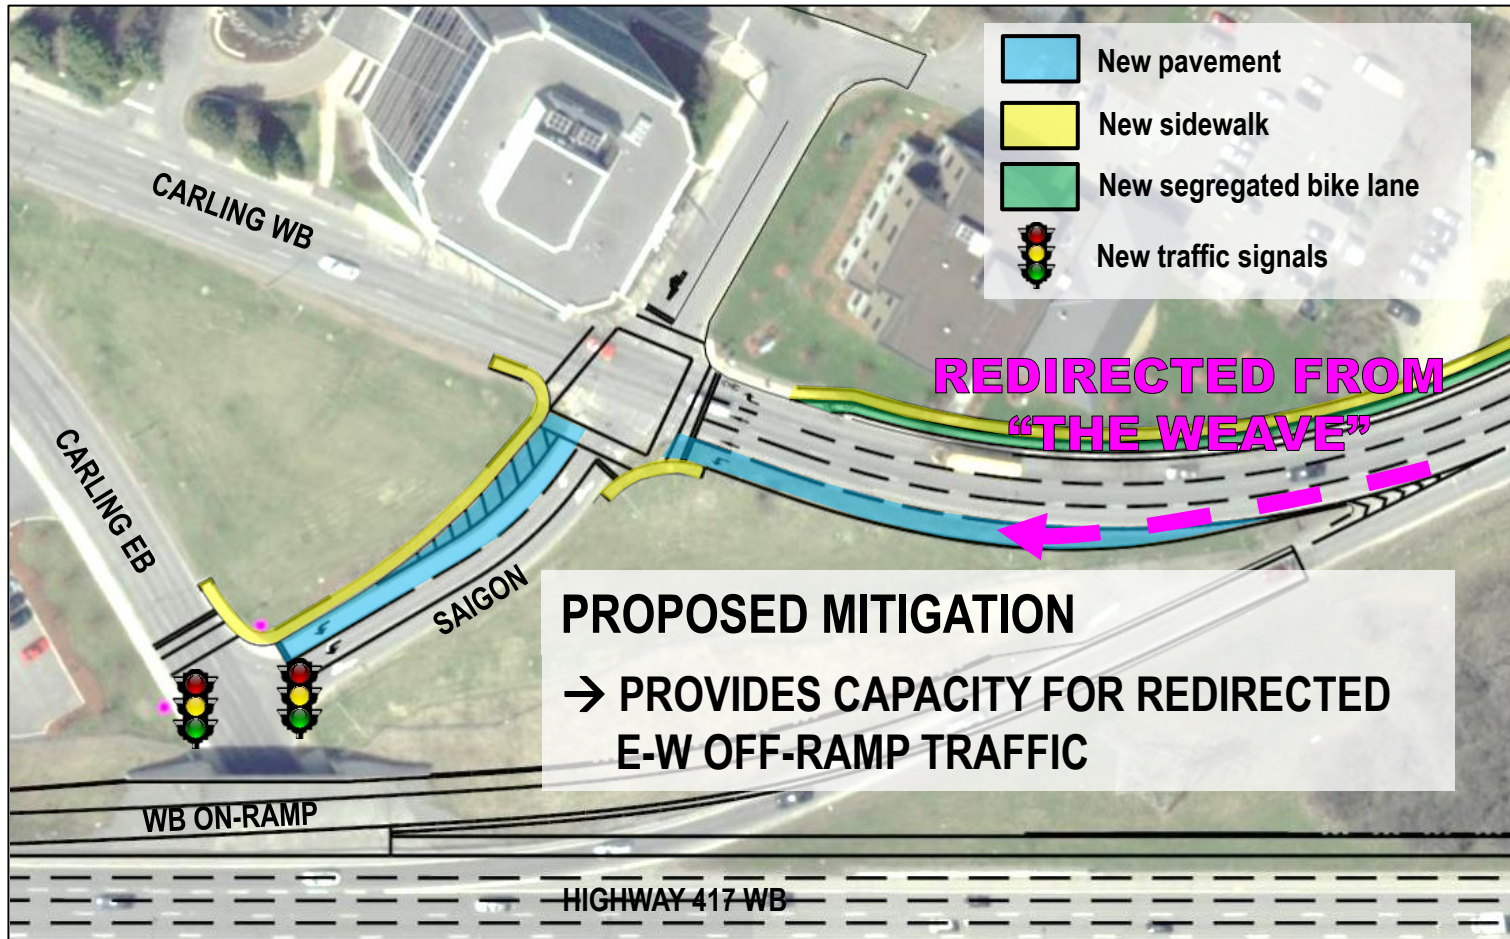 New pavement
New sidewalk
New segregated bike lane
New traffic signals
CARLING WB
REDIRECTED FROM
“THE WEAVE”
CARLING EB
SAIGON
PROPOSED MITIGATION
→ PROVIDES CAPACITY FOR REDIRECTED
E-W OFF-RAMP TRAFFIC
WB ON-RAMP
HIGHWAY 417 WB